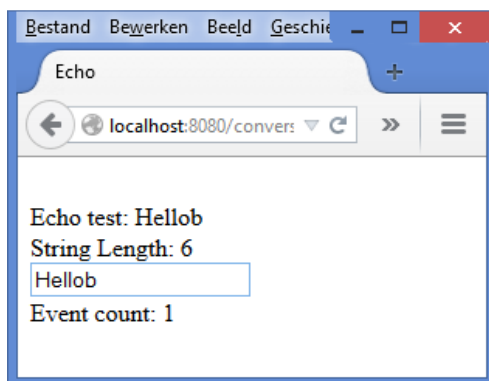 Bestand Bewerken Beeld Geschie
Echo
localhost:8080/convers
Echo test: Hellob
String Length: 6
Hellob
Event count: 1